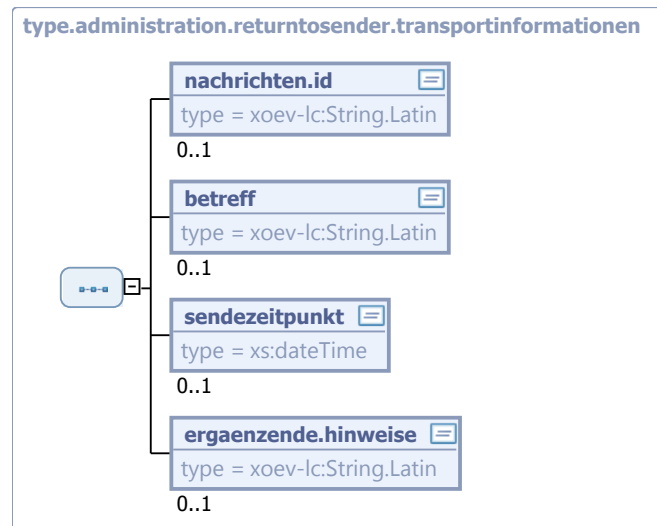 type.administration.returntosender.transportinformationen
nachrichten.id
type = xoev-lc:String.Latin
0..1
betreff
type = xoev-lc:String.Latin
0..1
sendezeitpunkt
type = xs:dateTime
0..1
ergaenzende.hinweise
type = xoev-lc:String.Latin
0..1